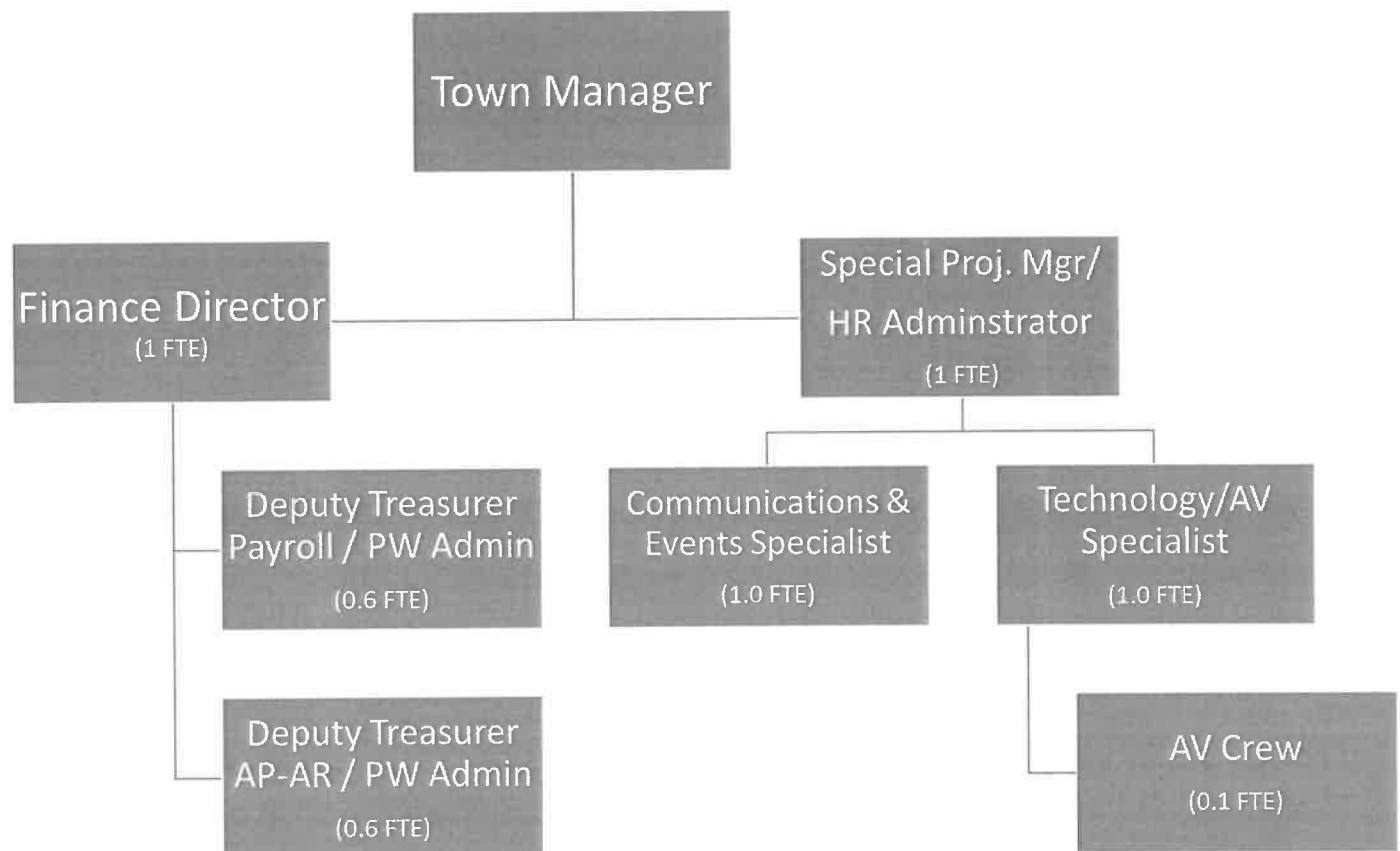 Town Manager
Finance Director
(1 FTE)
Special Proj. Mgr/
HR Adminstrator
(1 FTE)
Deputy Treasurer
Payroll / PW Admin
(0.6 FTE)
Communications &
Events Specialist
(1.0 FTE)
Technology/AV
Specialist
(1.0 FTE)
Deputy Treasurer
AP-AR / PW Admin
(0.6 FTE)
AV Crew
(0.1 FTE)